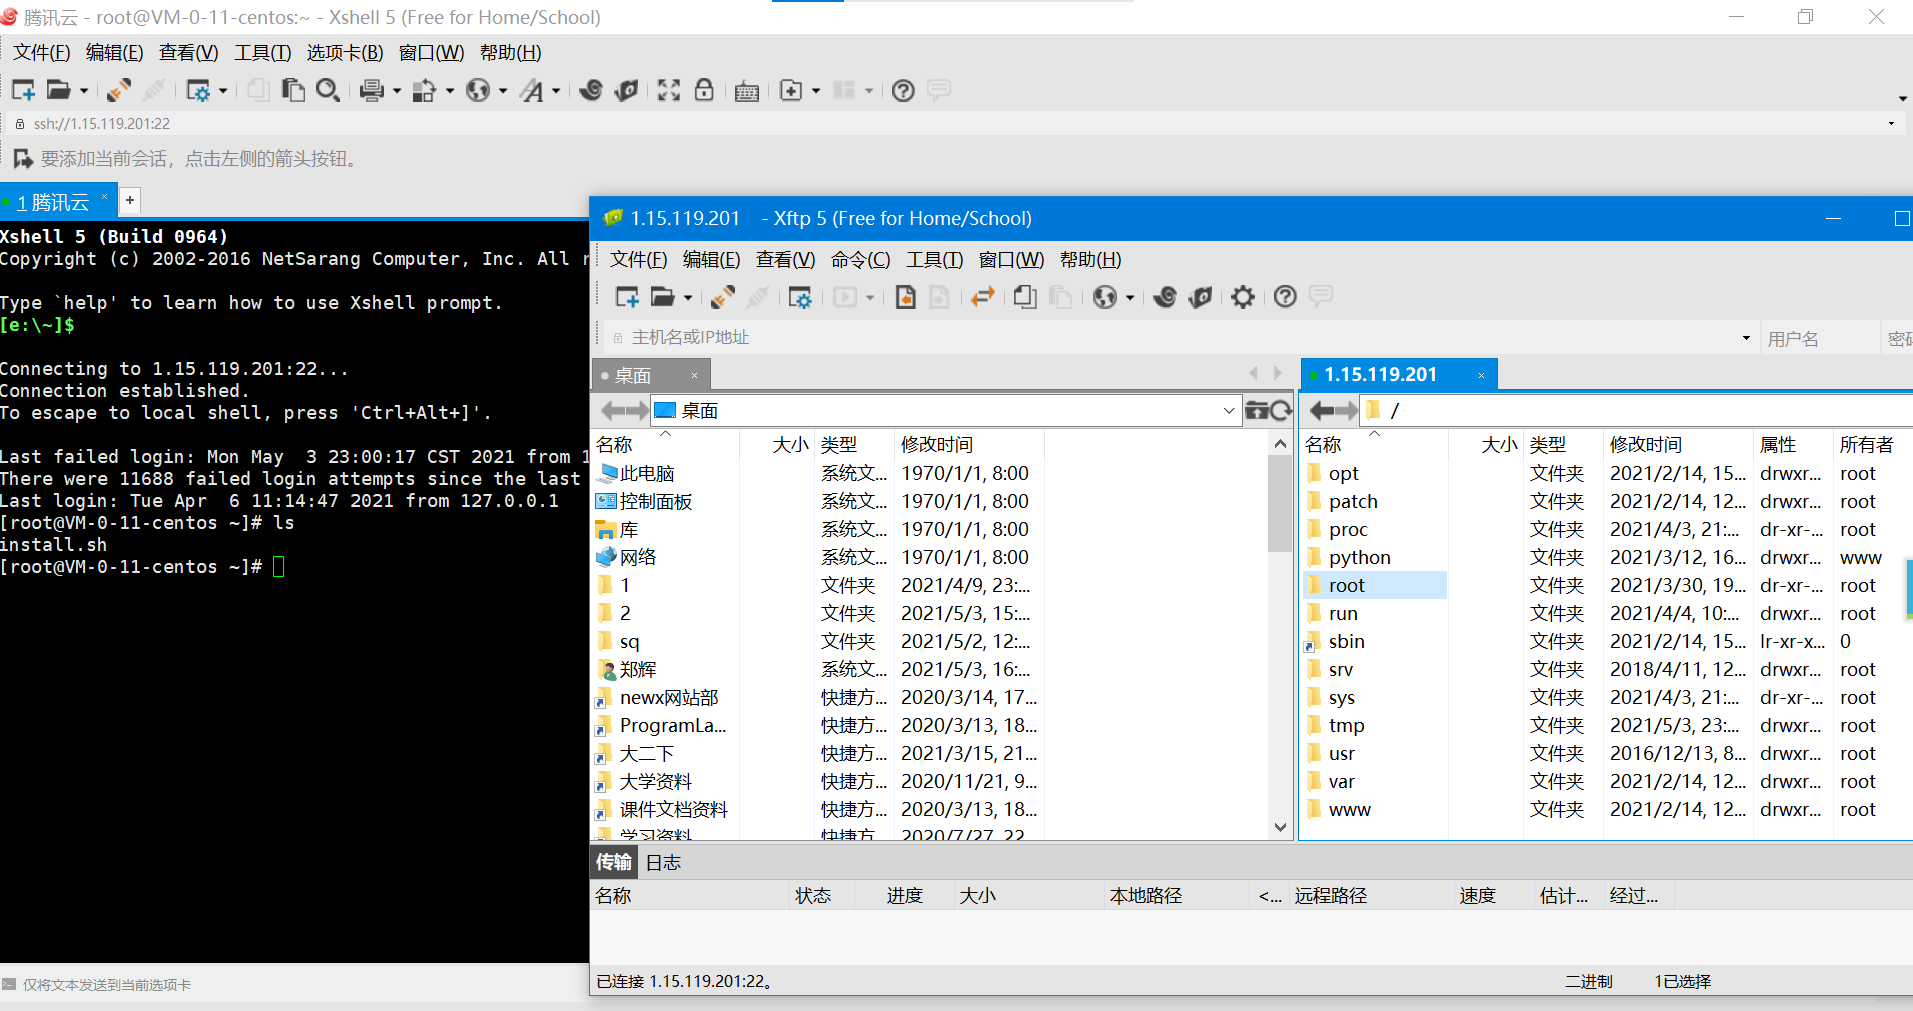 腾讯云 - root@VM-0-11-centos:~ - Xshell 5 (Free for Home/School)
文件(F) 编辑(E) 查看(V) 工具(T) 选项卡(B) 窗口(W) 帮助(H)
ssh://1.15.119.201:22
要添加当前会话，点击左侧的箭头按钮。
1 腾讯云 × +
Xshell 5 (Build 0964)
Copyright (c) 2002-2016 NetSarang Computer, Inc. All r
Type `help' to learn how to use Xshell prompt.
[e:\~]$
Connecting to 1.15.119.201:22...
Connection established.
To escape to local shell, press 'Ctrl+Alt+]'.
Last failed login: Mon May  3 23:00:17 CST 2021 from 1
There were 11688 failed login attempts since the last
Last login: Tue Apr  6 11:14:47 2021 from 127.0.0.1
[root@VM-0-11-centos ~]# ls
install.sh
[root@VM-0-11-centos ~]#
仅将文本发送到当前选项卡
1.15.119.201 - Xftp 5 (Free for Home/School)
文件(F) 编辑(E) 查看(V) 命令(C) 工具(T) 窗口(W) 帮助(H)
主机名或IP地址 用户名 密码
桌面 ×
桌面
名称 大小 类型 修改时间
此电脑 系统文... 1970/1/1, 8:00
控制面板 系统文... 1970/1/1, 8:00
库 系统文... 1970/1/1, 8:00
网络 系统文... 1970/1/1, 8:00
1 文件夹 2021/4/9, 23:...
2 文件夹 2021/5/3, 15:...
sq 文件夹 2021/5/2, 12:...
郑辉 系统文... 2021/5/3, 16:...
newx网站部 快捷方... 2020/3/14, 17...
ProgramLa... 快捷方... 2020/3/13, 18...
大二下 快捷方... 2021/3/15, 21...
大学资料 快捷方... 2020/11/21, 9...
课件文档资料 快捷方... 2020/3/13, 18...
学习资料 快捷方... 2020/7/27, 22...
1.15.119.201 ×
/
名称 大小 类型 修改时间 属性 所有者
opt 文件夹 2021/2/14, 15... drwxr... root
patch 文件夹 2021/2/14, 12... drwxr... root
proc 文件夹 2021/4/3, 21:... dr-xr-... root
python 文件夹 2021/3/12, 16... drwxr... www
root 文件夹 2021/3/30, 19... dr-xr-... root
run 文件夹 2021/4/4, 10:... drwxr... root
sbin 文件夹 2021/2/14, 15... lr-xr-x... 0
srv 文件夹 2018/4/11, 12... drwxr... root
sys 文件夹 2021/4/3, 21:... dr-xr-... root
tmp 文件夹 2021/5/3, 23:... drwxr... root
usr 文件夹 2016/12/13, 8... drwxr... root
var 文件夹 2021/2/14, 12... drwxr... root
www 文件夹 2021/2/14, 12... drwxr... root
传输 日志
名称 状态 进度 大小 本地路径 <... 远程路径 速度 估计... 经过...
已连接 1.15.119.201:22。 二进制 1已选择